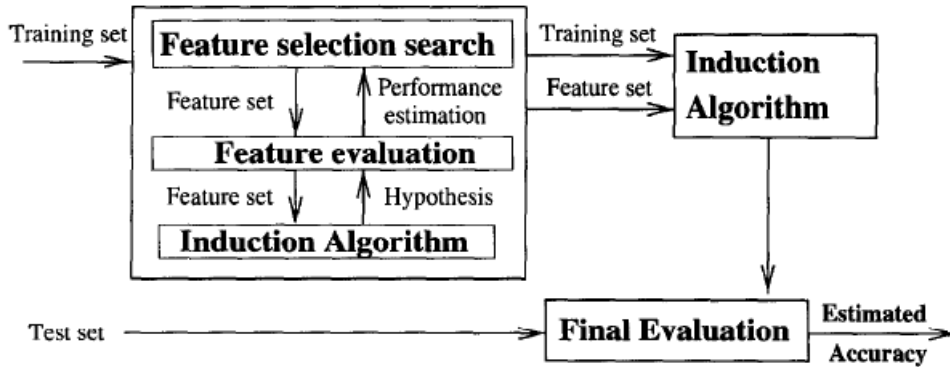 Training set
Feature selection search
Training set
Induction
Algorithm
Feature set
Performance
estimation
Feature set
Feature evaluation
Feature set
Hypothesis
Induction Algorithm
Test set
Final Evaluation
Estimated
Accuracy